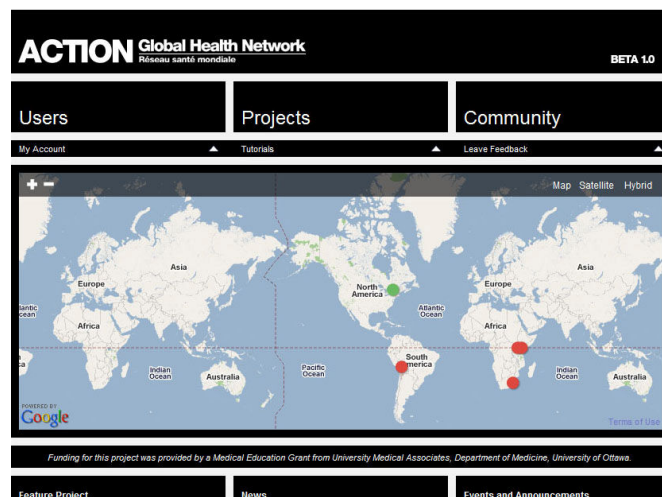 ACTION Global Health Network
Réseau santé mondiale
BETA 1.0
Users Projects Community
My Account Tutorials Leave Feedback
Map Satellite Hybrid
Asia Asia
Europe North America Europe
Atlantic Ocean
Africa Africa
South America
Indian Ocean Pacific Ocean Indian Ocean
Australia Australia
POWERED BY
Google
Terms of Use
Funding for this project was provided by a Medical Education Grant from University Medical Associates, Department of Medicine, University of Ottawa.
Feature Project News Events and Announcements